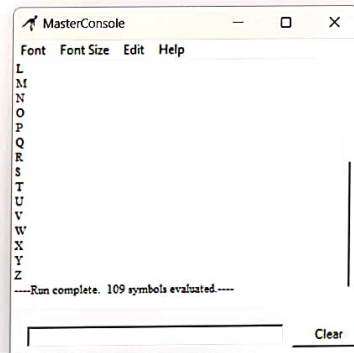 MasterConsole
Font Font Size Edit Help
L
M
N
O
P
Q
R
S
T
U
V
W
X
Y
Z
----Run complete.  109 symbols evaluated.----
Clear